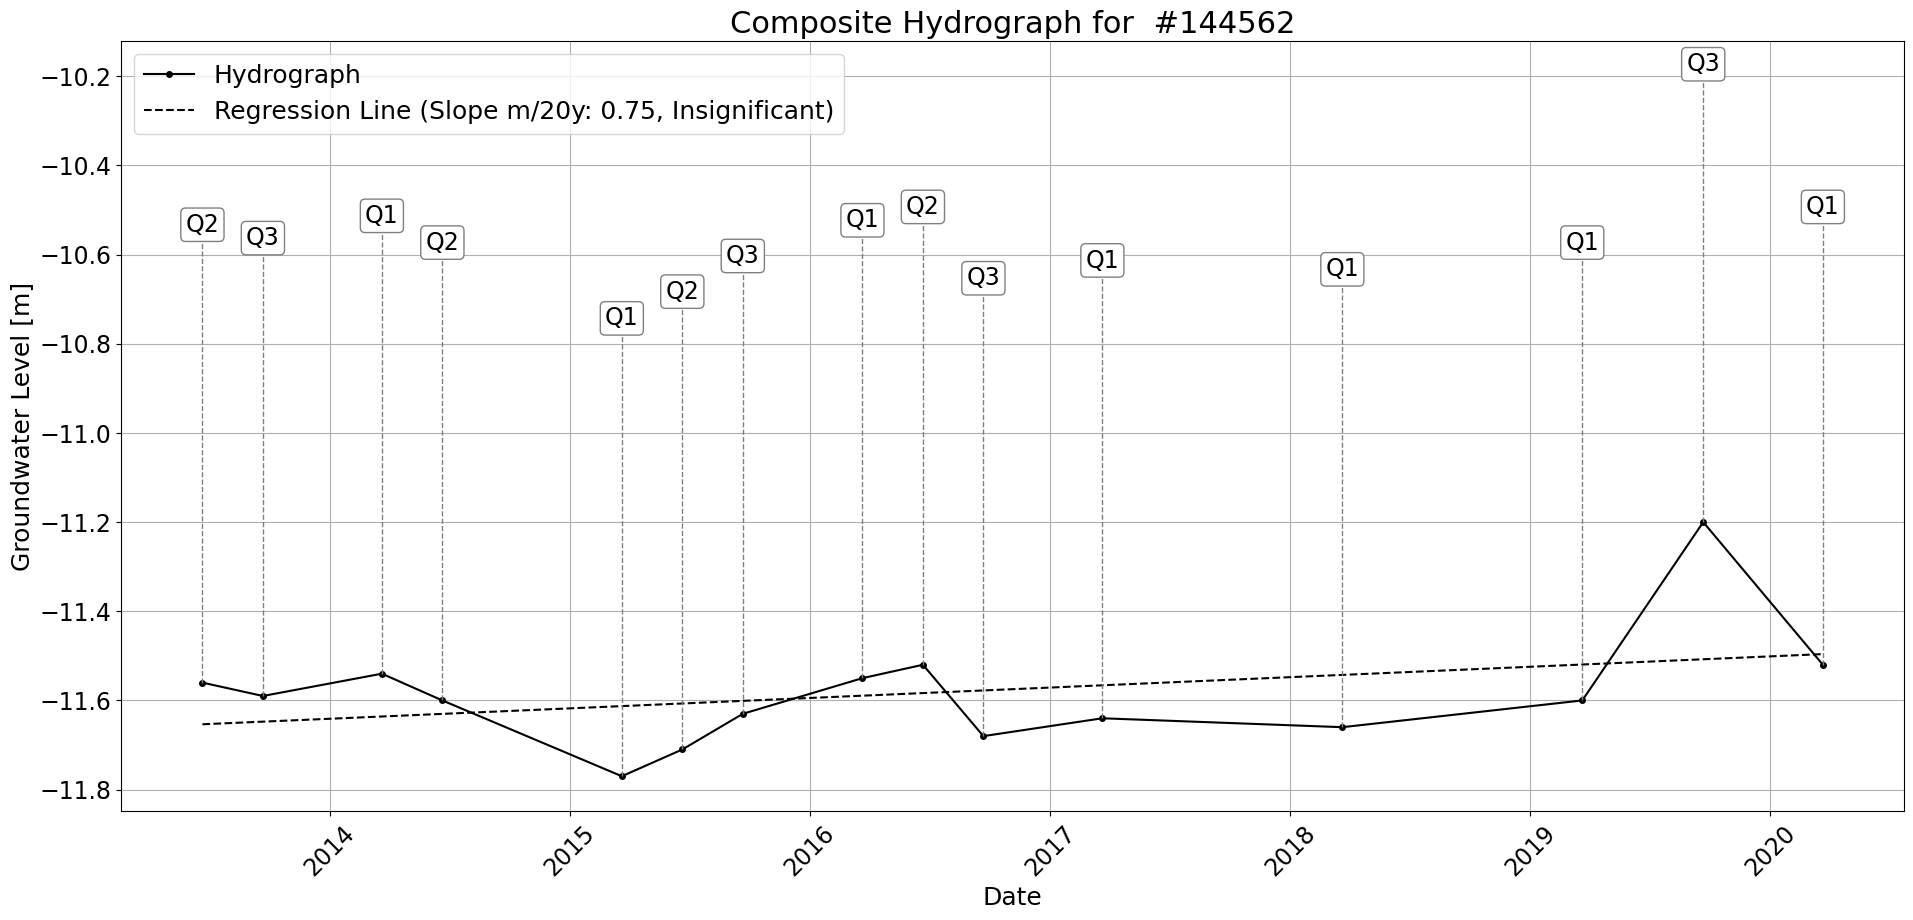 Composite Hydrograph for  #144562
Hydrograph
Regression Line (Slope m/20y: 0.75, Insignificant)
Groundwater Level [m]
−10.2
−10.4
−10.6
−10.8
−11.0
−11.2
−11.4
−11.6
−11.8
Q2
Q3
Q1
Q2
Q1
Q2
Q3
Q1
Q2
Q3
Q1
Q1
Q1
Q3
Q1
2014
2015
2016
2017
2018
2019
2020
Date